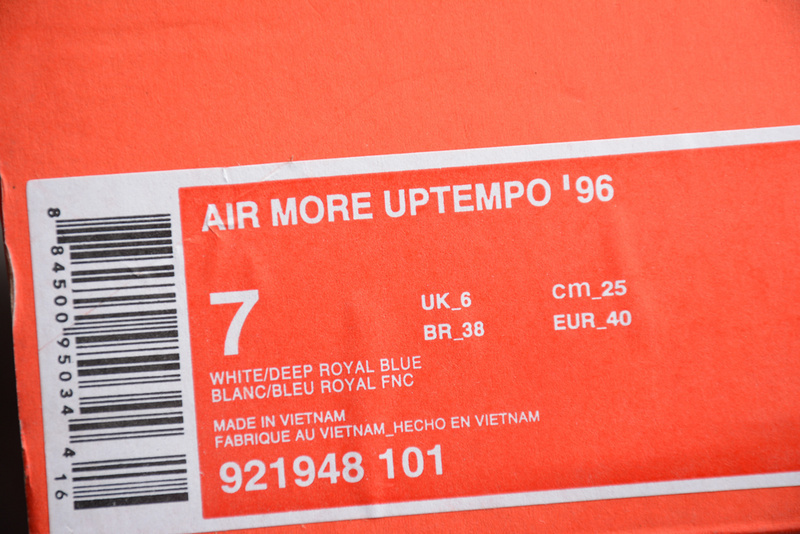 AIR MORE UPTEMPO '96
7
UK_6
cm_25
BR_38
EUR_40
WHITE/DEEP ROYAL BLUE
BLANC/BLEU ROYAL FNC
MADE IN VIETNAM
FABRIQUE AU VIETNAM_HECHO EN VIETNAM
921948 101
8 84500 95034 4 16